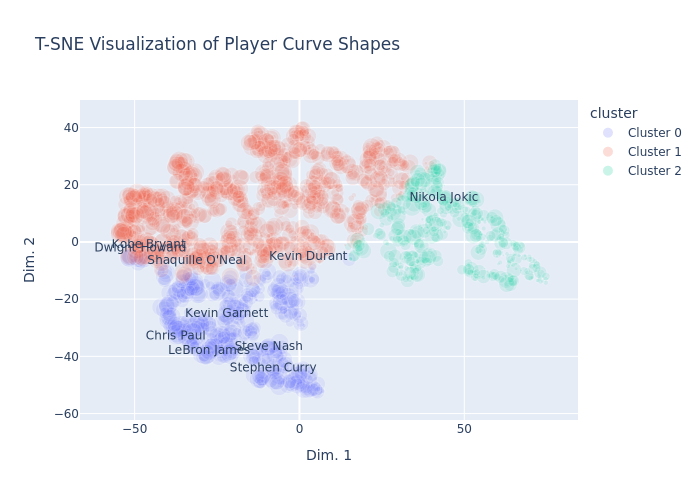 T-SNE Visualization of Player Curve Shapes
cluster
Cluster 0
Cluster 1
Cluster 2
40
20
0
−20
−40
−60
Dim. 2
Nikola Jokic
Kobe Bryant
Dwight Howard
Shaquille O'Neal
Kevin Durant
Kevin Garnett
Chris Paul
LeBron James
Steve Nash
Stephen Curry
−50
0
50
Dim. 1